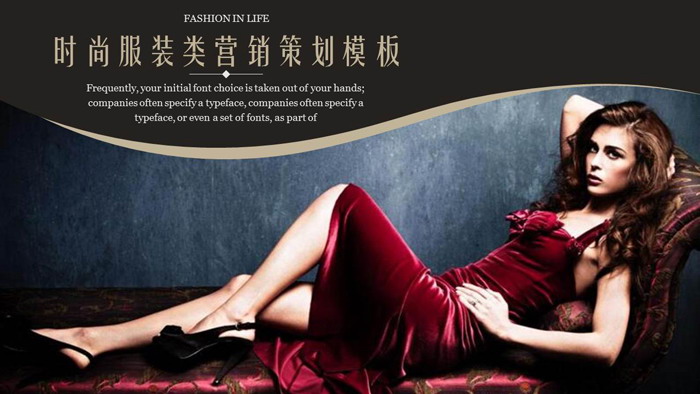 FASHION IN LIFE
时尚服装类营销策划模板
Frequently, your initial font choice is taken out of your hands;
companies often specify a typeface, companies often specify a
typeface, or even a set of fonts, as part of